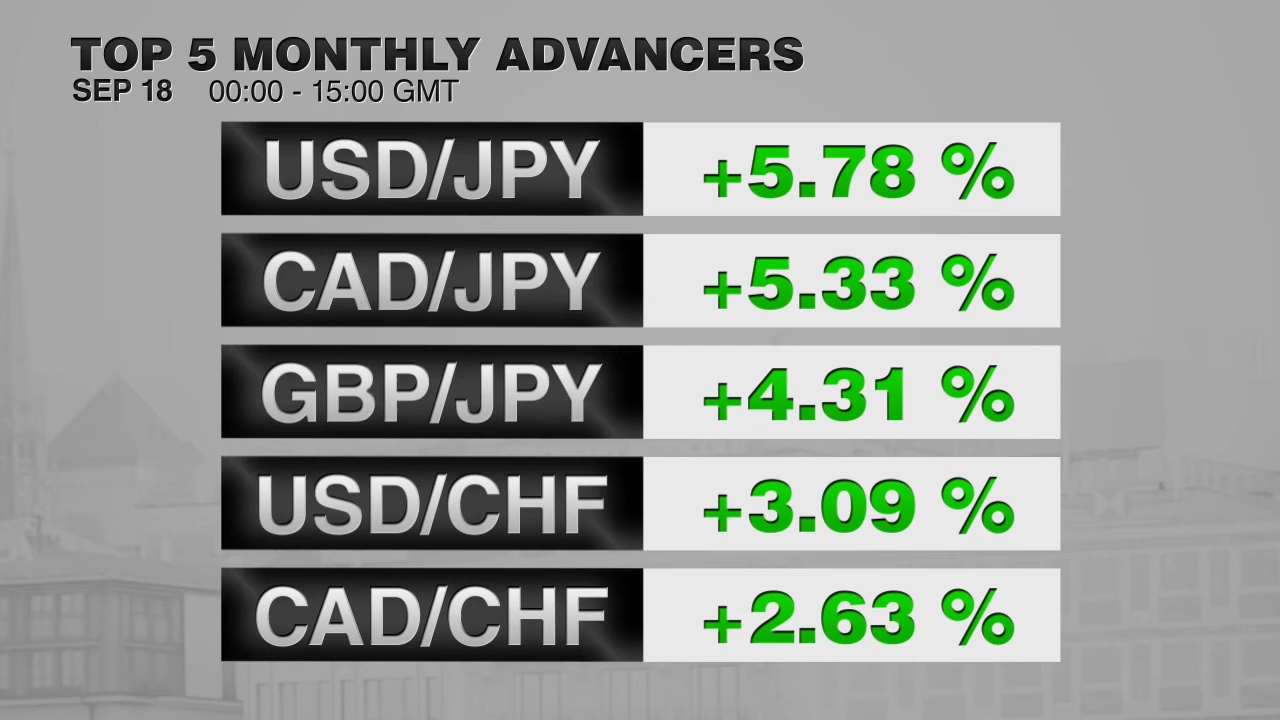 TOP 5 MONTHLY ADVANCERS
SEP 18 00:00 - 15:00 GMT
USD/JPY +5.78 %
CAD/JPY +5.33 %
GBP/JPY +4.31 %
USD/CHF +3.09 %
CAD/CHF +2.63 %